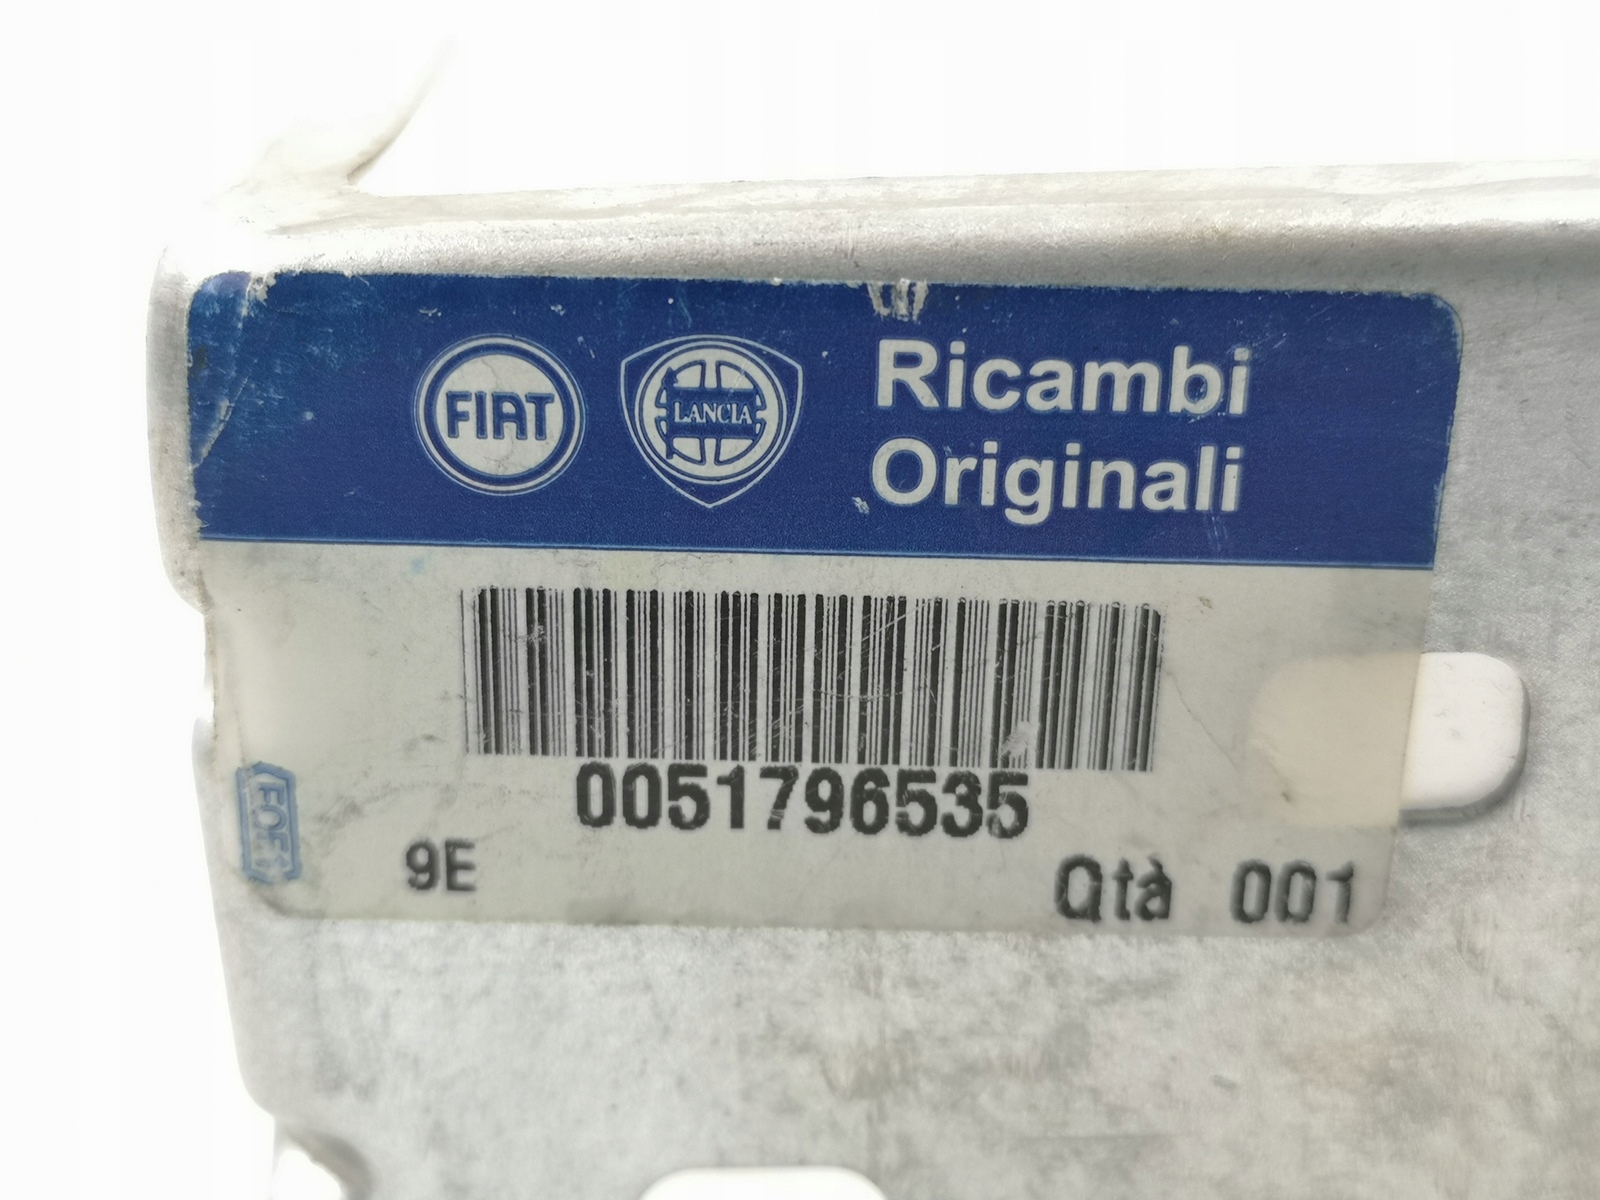 FIAT
LANCIA
Ricambi
Originali
0051796535
9E
Qtà 001